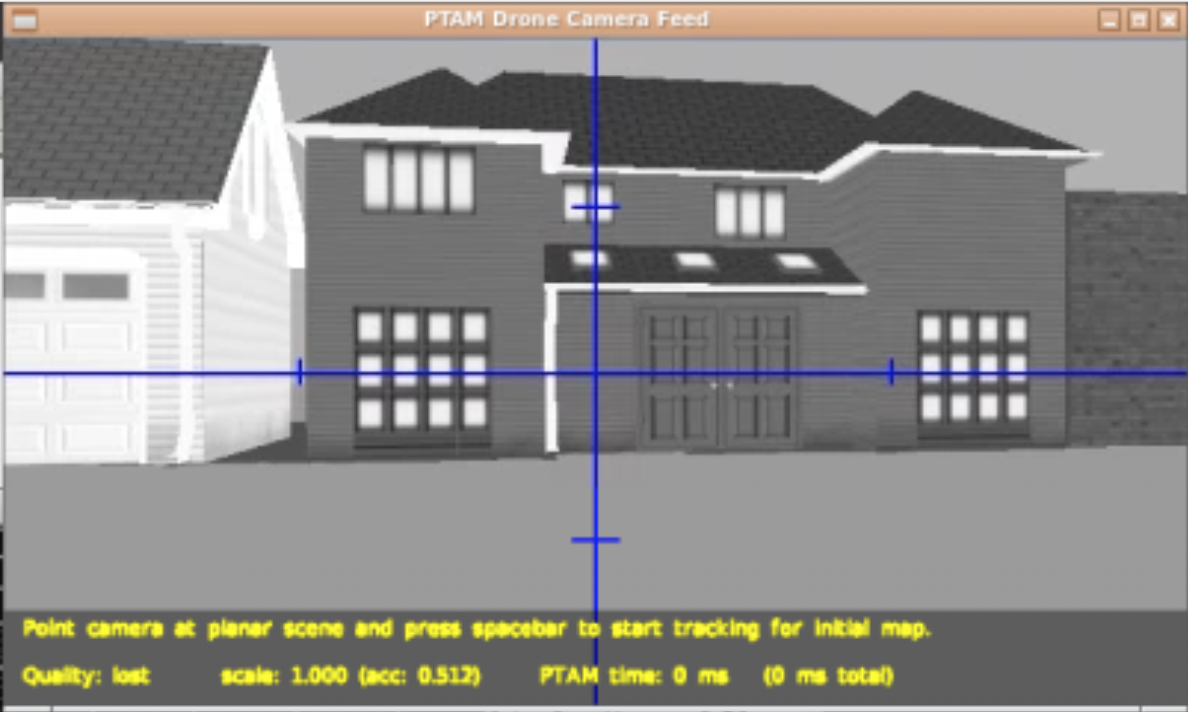 PTAM Drone Camera Feed
Point camera at planar scene and press spacebar to start tracking for initial map.
Quality: lost scale: 1.000 (acc: 0.512) PTAM time: 0 ms (0 ms total)